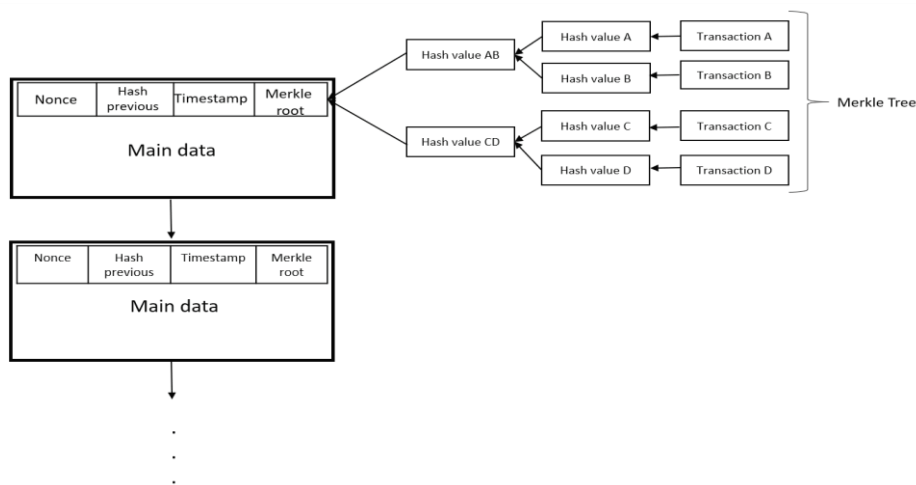 Nonce
Hash
previous
Timestamp
Merkle
root
Main data
Hash value AB
Hash value CD
Hash value A
Hash value B
Hash value C
Hash value D
Transaction A
Transaction B
Transaction C
Transaction D
Merkle Tree
Nonce
Hash
previous
Timestamp
Merkle
root
Main data